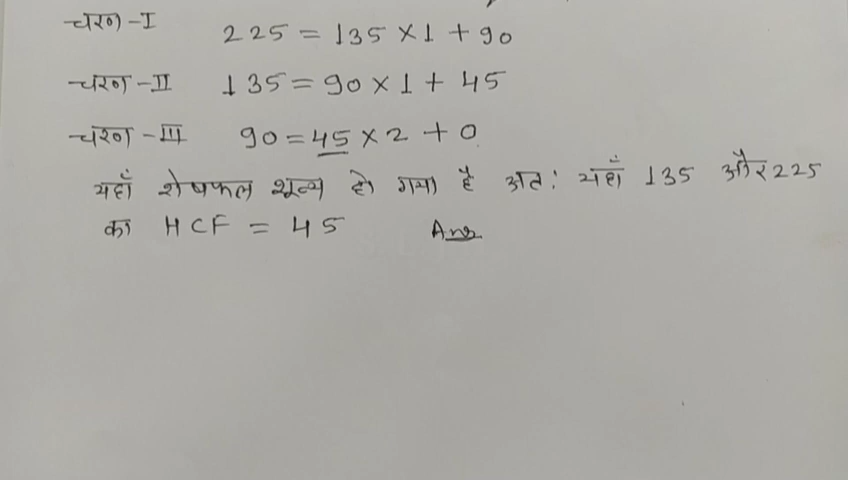 चरण-I 225 = 135 × 1 + 90
चरण-II 135 = 90 × 1 + 45
चरण-III 90 = 45 × 2 + 0
यहाँ शेषफल शून्य हो गया है अत: यहाँ 135 और 225
का HCF = 45 Ans